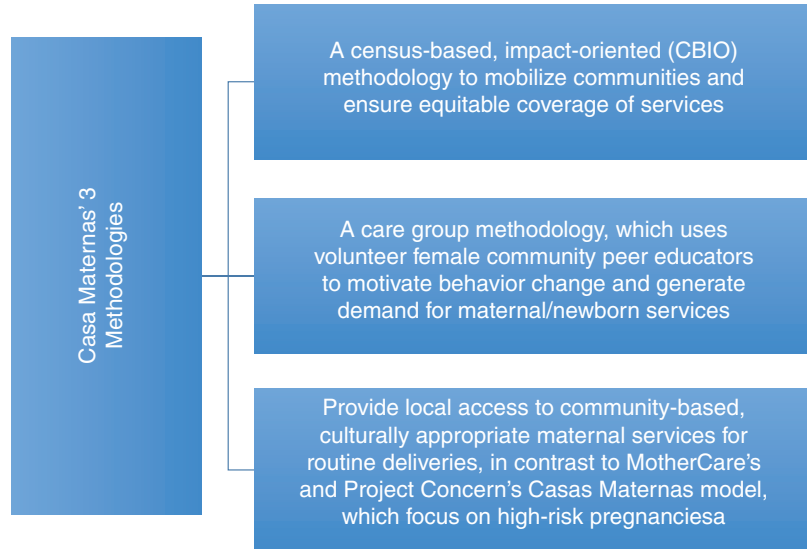 Casa Maternas' 3
Methodologies
A census-based, impact-oriented (CBIO)
methodology to mobilize communities and
ensure equitable coverage of services
A care group methodology, which uses
volunteer female community peer educators
to motivate behavior change and generate
demand for maternal/newborn services
Provide local access to community-based,
culturally appropriate maternal services for
routine deliveries, in contrast to MotherCare's
and Project Concern's Casas Maternas model,
which focus on high-risk pregnanciesa